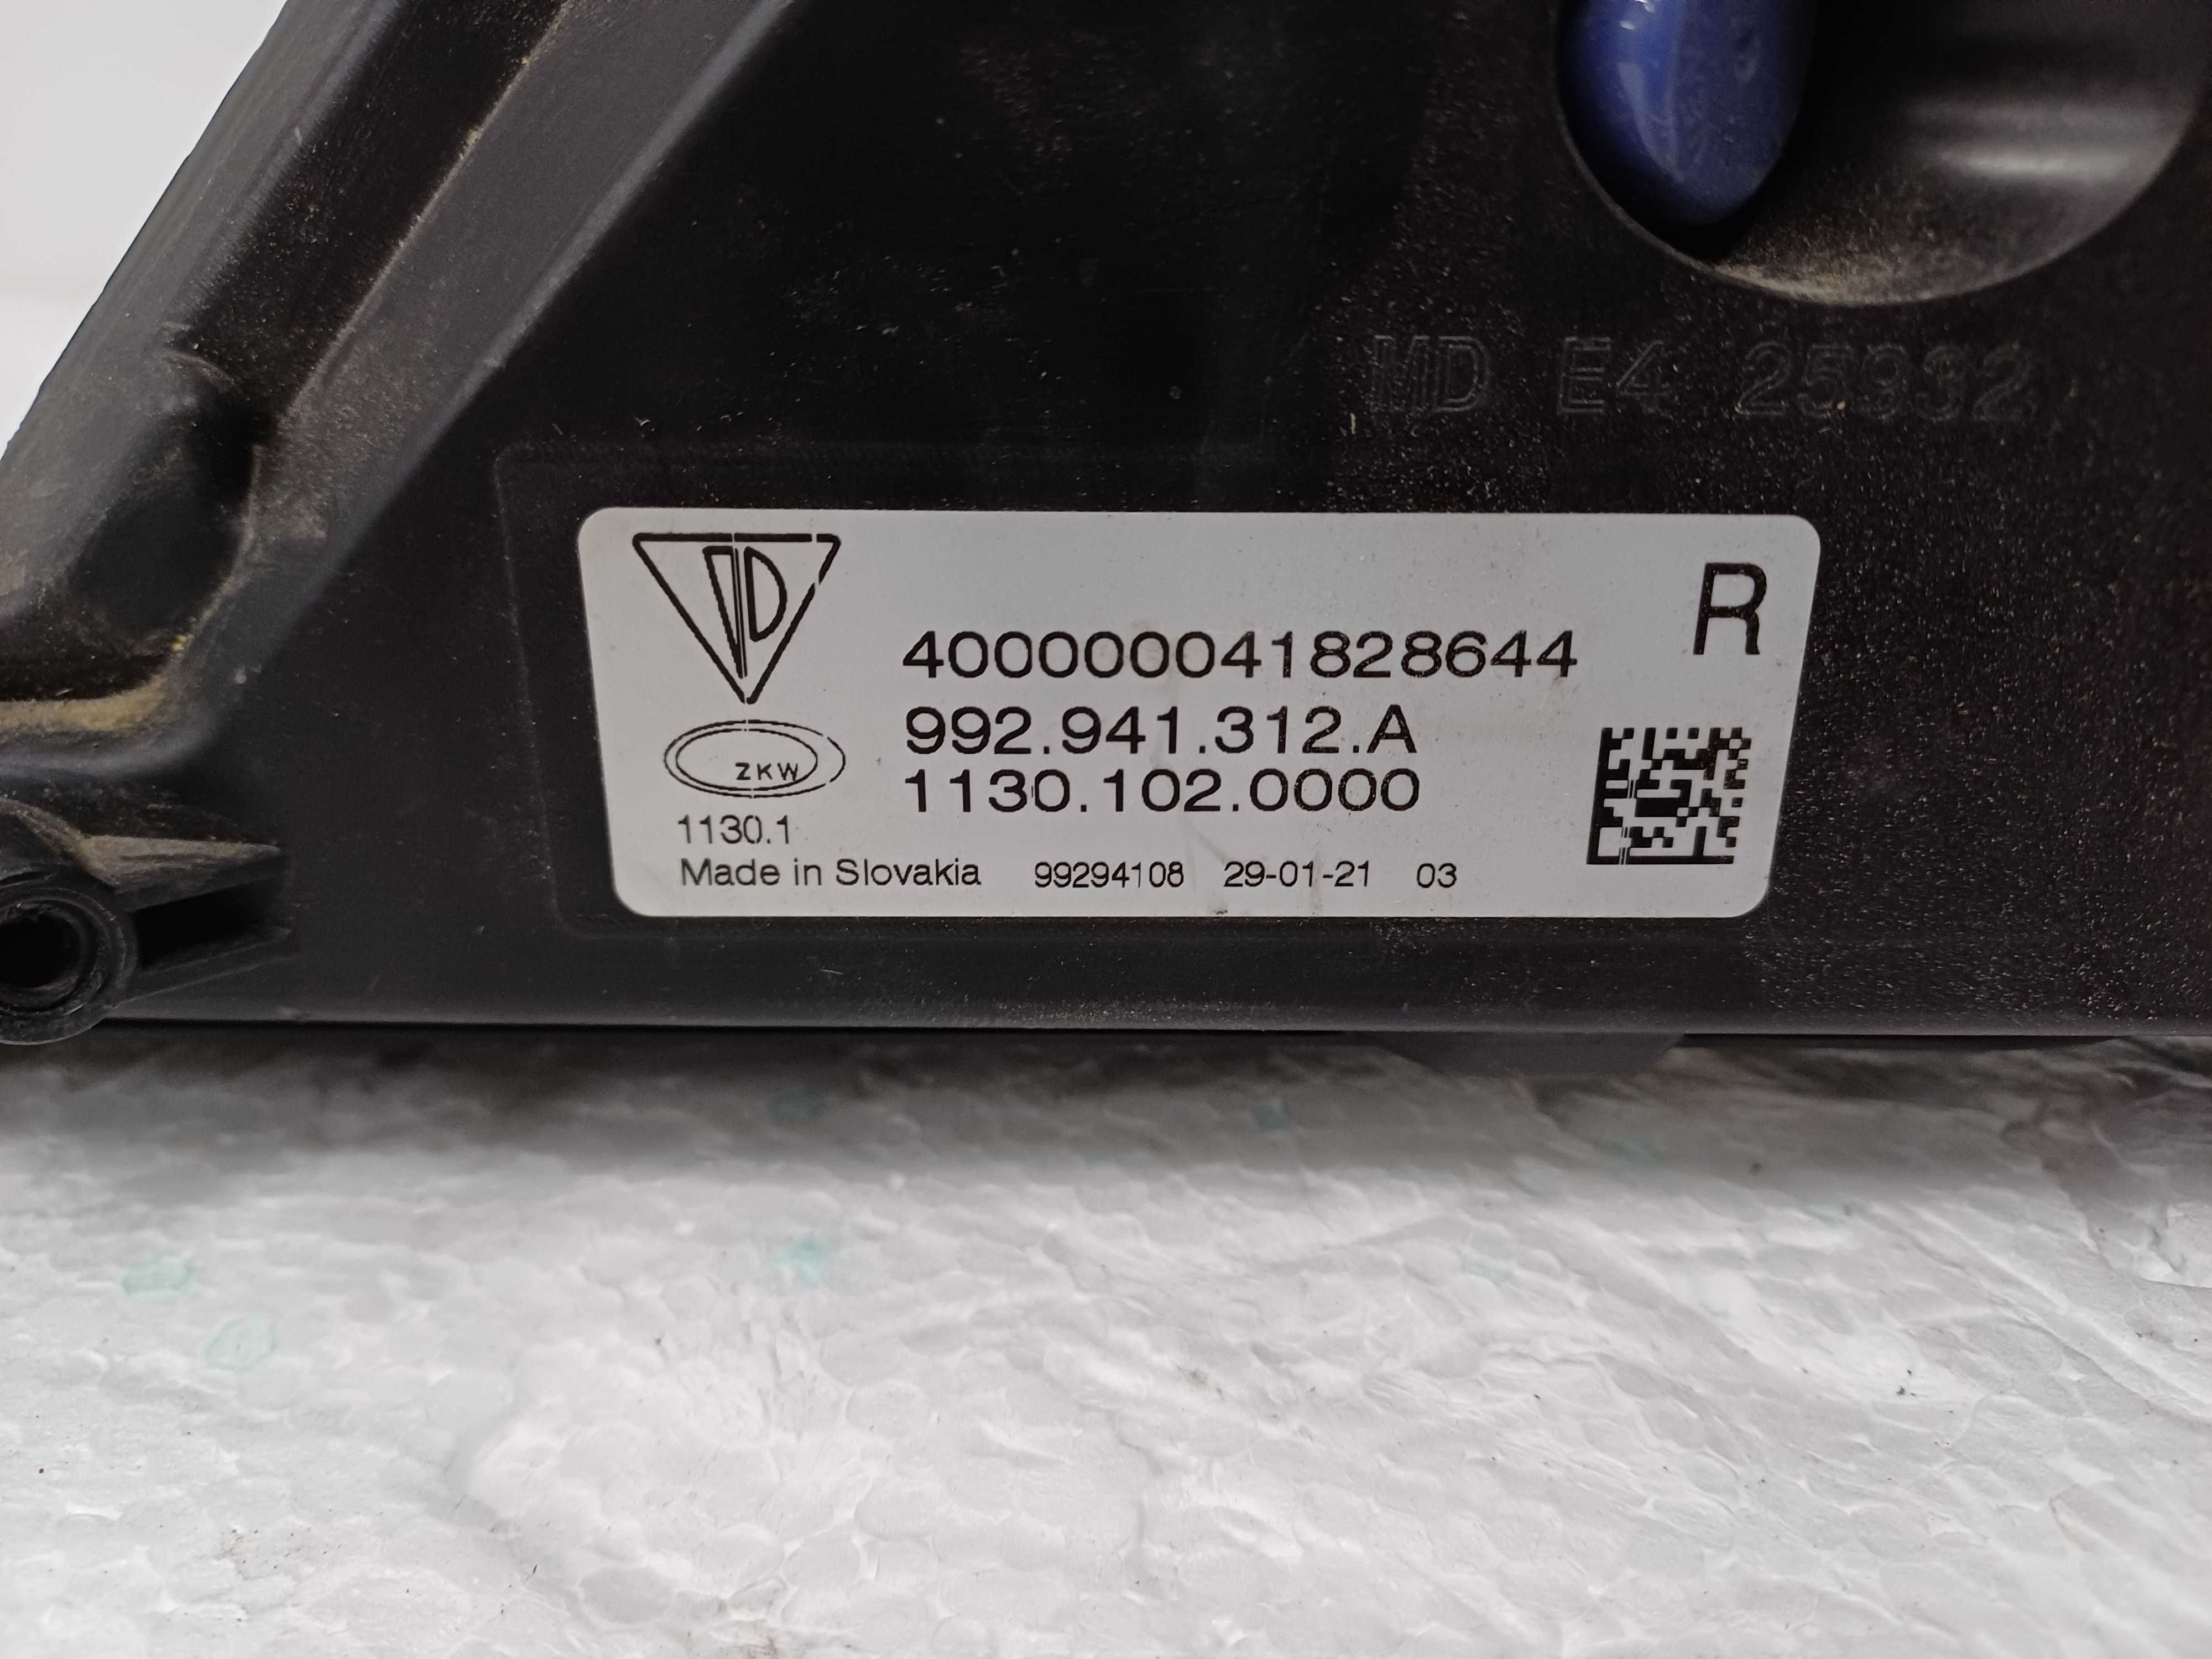 MD E4 25932
R
400000041828644
992.941.312.A
ZKW
1130.102.0000
1130.1
Made in Slovakia 99294108 29-01-21 03